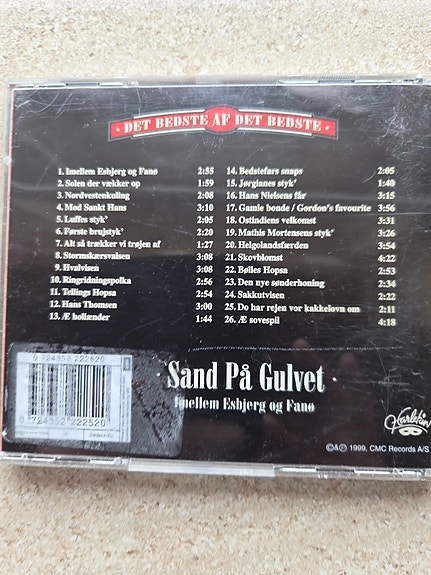 DET BEDSTE AF DET BEDSTE
1. Imellem Esbjerg og Fanø 2:55
2. Solen der vækker op 1:59
3. Nordvestenkuling 2:08
4. Mod Sankt Hans 3:10
5. Luffes styk' 2:05
6. Første brujstyk' 2:20
7. Alt så trækker vi trøjen af 1:27
8. Stormskærsvalsen 3:08
9. Hvalvisen 3:08
10. Ringridningspolka 2:56
11. Tellings Hopsa 2:54
12. Hans Thomsen 3:00
13. Æ hollænder 1:44
14. Bedstefars snaps 2:05
15. Jørgianes styk' 1:40
16. Hans Nielsens får 3:15
17. Gamle bonde / Gordon's favourite 3:56
18. Ostindiens velkomst 3:31
19. Mathis Mortensens styk' 3:26
20. Helgolandsfærden 3:54
21. Skovblomst 4:22
22. Bølles Hopsa 2:53
23. Den nye sønderhoning 2:34
24. Sakkutvisen 2:22
25. Do har rejen vor kakkelovn om 2:11
26. Æ sovespil 4:18
0 724352 222520
0 724352 222520
· Sand På Gulvet ·
Imellem Esbjerg og Fanø
Harlekin
©&℗ 1999, CMC Records A/S